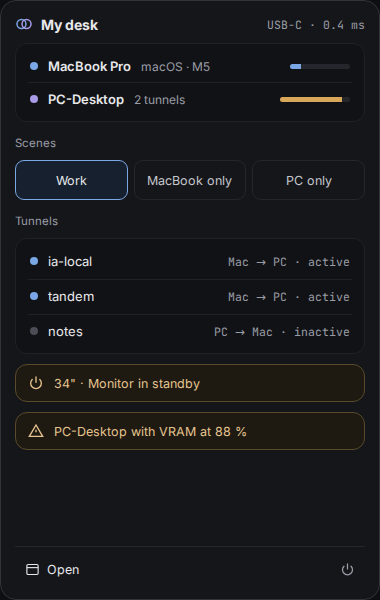 My desk USB-C · 0.4 ms
MacBook Pro macOS · M5
PC-Desktop 2 tunnels
Scenes
Work MacBook only PC only
Tunnels
ia-local Mac → PC · active
tandem Mac → PC · active
notes PC → Mac · inactive
34" · Monitor in standby
PC-Desktop with VRAM at 88 %
Open